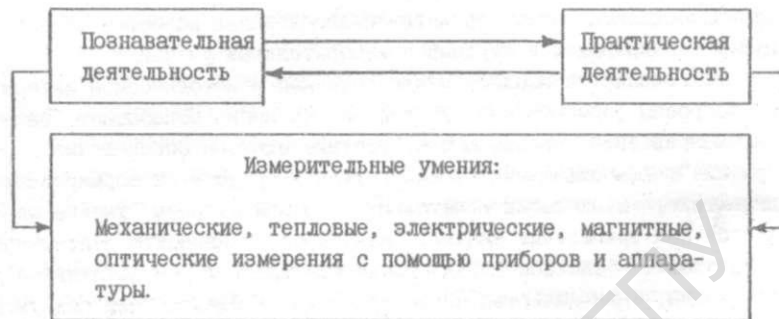 Познавательная деятельность
Практическая деятельность
Измерительные умения:
Механические, тепловые, электрические, магнитные,
оптические измерения с помощью приборов и аппара-
туры.